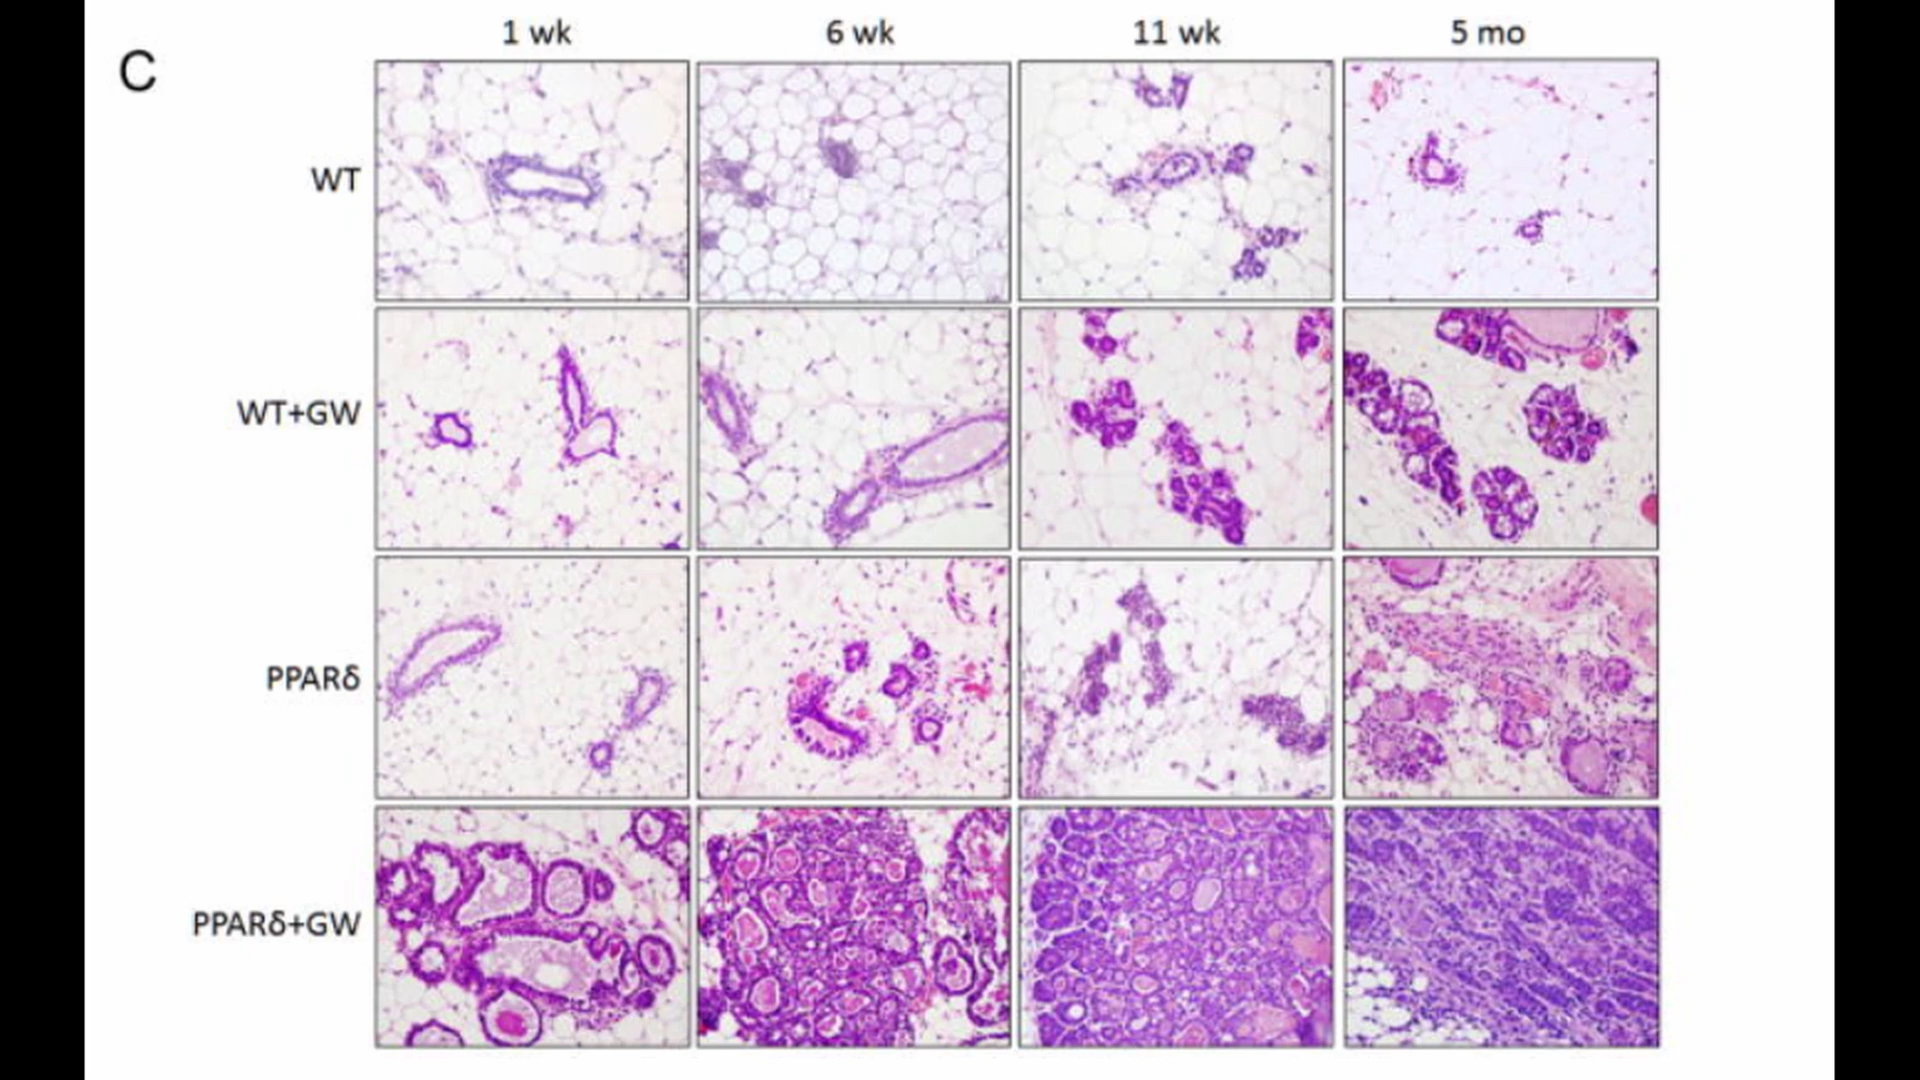 C
1 wk 6 wk 11 wk 5 mo
WT
WT+GW
PPARδ
PPARδ+GW